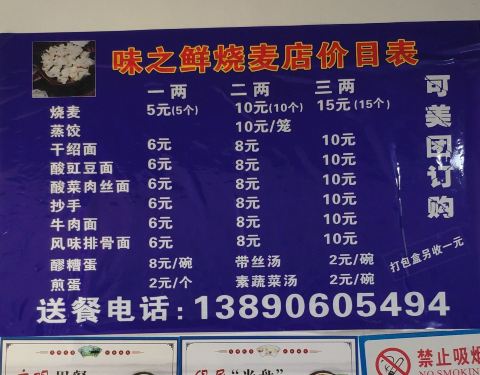 味之鲜烧麦店价目表
一两 二两 三两
烧麦 5元(5个) 10元(10个) 15元(15个)
蒸饺 10元/笼
干绍面 6元 8元 10元
酸豇豆面 6元 8元 10元
酸菜肉丝面 6元 8元 10元
抄手 6元 8元 10元
牛肉面 6元 8元 10元
风味排骨面 6元 8元 10元
醪糟蛋 8元/碗 带丝汤 2元/碗
煎蛋 2元/个 素蔬菜汤 2元/碗
可美团订购
打包盒另收一元
送餐电话:13890605494
禁止吸烟
NO SMOKING